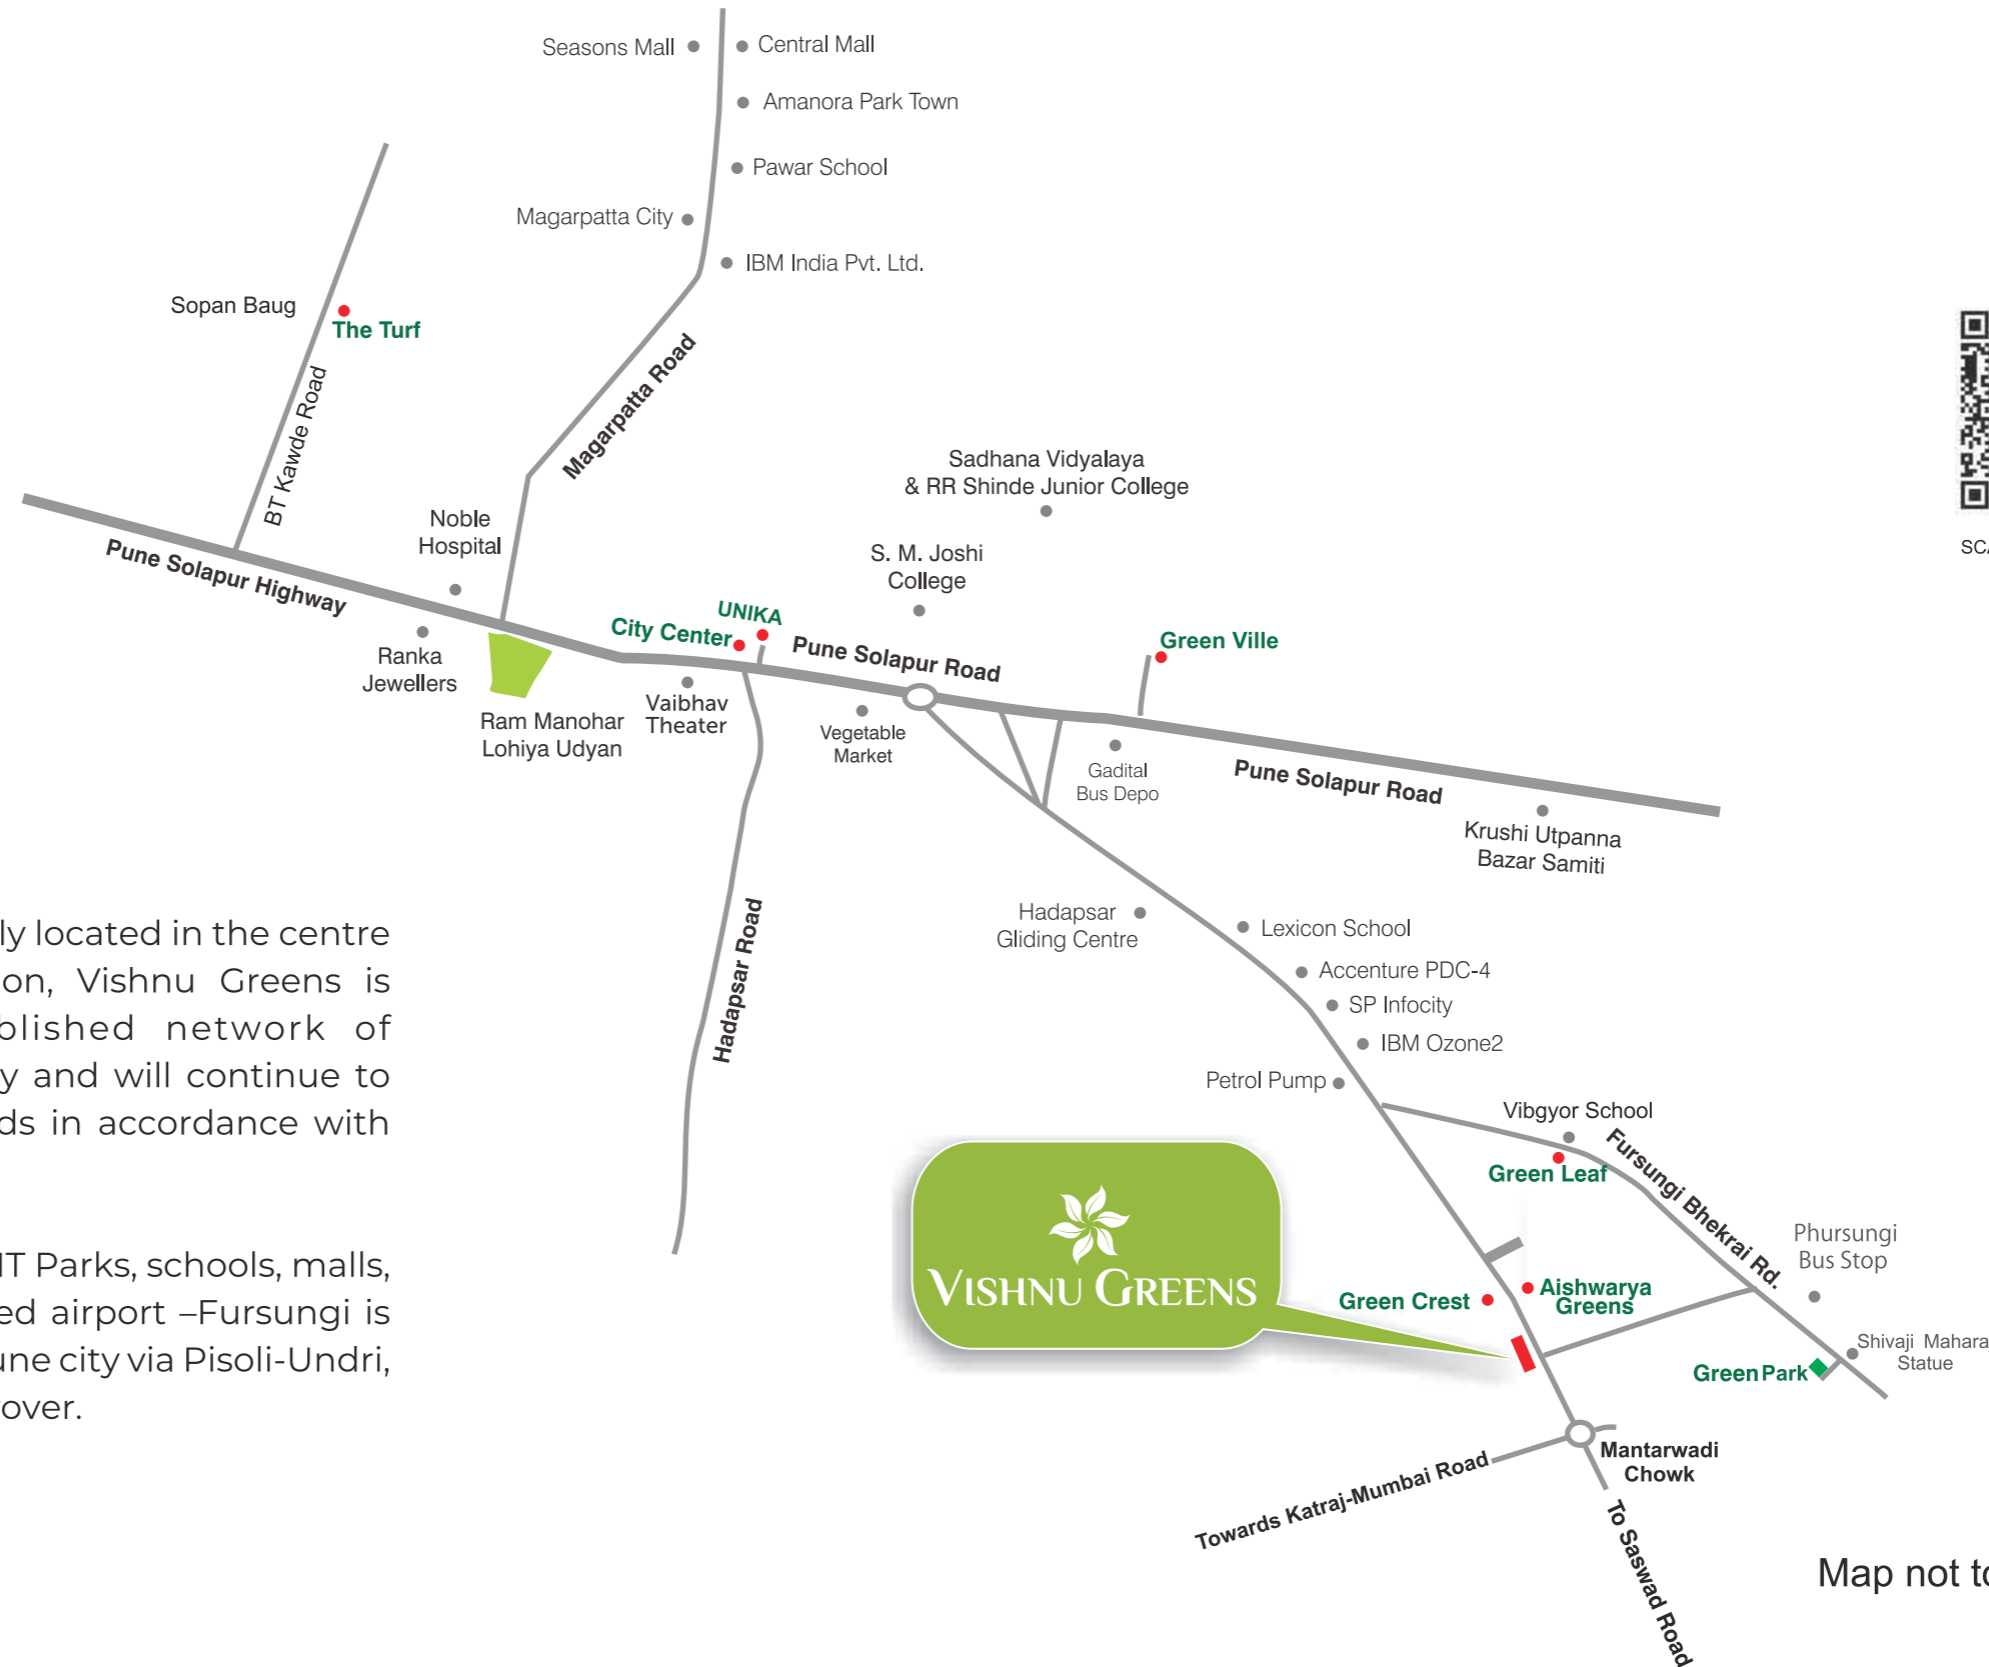 Seasons Mall
Central Mall
Amanora Park Town
Pawar School
Magarpatta City
IBM India Pvt. Ltd.
Sopan Baug
The Turf
BT Kawde Road
Magarpatta Road
Sadhana Vidyalaya
& RR Shinde Junior College
Noble
Hospital
Pune Solapur Highway
S. M. Joshi
College
UNIKA
City Center
Pune Solapur Road
Green Ville
Ranka
Jewellers
Ram Manohar
Lohiya Udyan
Vaibhav
Theater
Vegetable
Market
Gadital
Bus Depo
Pune Solapur Road
Krushi Utpanna
Bazar Samiti
Hadapsar Road
Hadapsar
Gliding Centre
Lexicon School
Accenture PDC-4
SP Infocity
IBM Ozone2
Petrol Pump
Vibgyor School
Green Leaf
Fursungi Bhekrai Rd.
Phursungi
Bus Stop
VISHNU GREENS
Green Crest
Aishwarya
Greens
Shivaji Mahara
Statue
Green Park
Mantarwadi
Chowk
Towards Katraj-Mumbai Road
To Saswad Road
ly located in the centre
on, Vishnu Greens is
blished network of
y and will continue to
ds in accordance with
IT Parks, schools, malls,
ed airport –Fursungi is
une city via Pisoli-Undri,
over.
Map not to